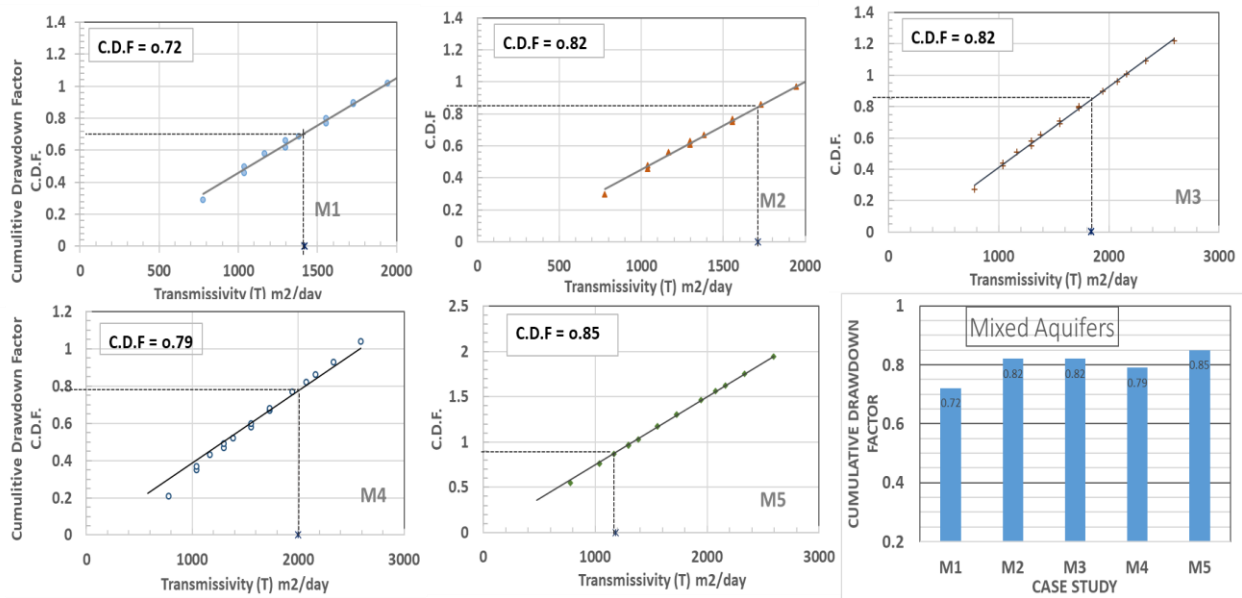 Cumulitive Drawdown Factor
C.D.F.
1.4
1.2
1
0.8
0.6
0.4
0.2
0
C.D.F = o.72
M1
0 500 1000 1500 2000
Transmissivity (T) m2/day
C.D.F
1.4
1.2
1
0.8
0.6
0.4
0.2
0
C.D.F = o.82
M2
0 500 1000 1500 2000
Transmissivity (T) m2/day
C.D.F.
1.4
1.2
1
0.8
0.6
0.4
0.2
0
C.D.F = o.82
M3
0 1000 2000 3000
Transmissivity (T) m2/day
Cumulitive Drawdown Factor
C.D.F.
1.2
1
0.8
0.6
0.4
0.2
0
C.D.F = o.79
M4
0 1000 2000 3000
Transmissivity (T) m2/day
C.D.F.
2.5
2
1.5
1
0.5
0
C.D.F = o.85
M5
0 1000 2000 3000
Transmissivity (T) m2/day
CUMULATIVE DRAWDOWN
FACTOR
1
0.8
0.6
0.4
0.2
Mixed Aquifers
0.72 0.82 0.82 0.79 0.85
M1 M2 M3 M4 M5
CASE STUDY